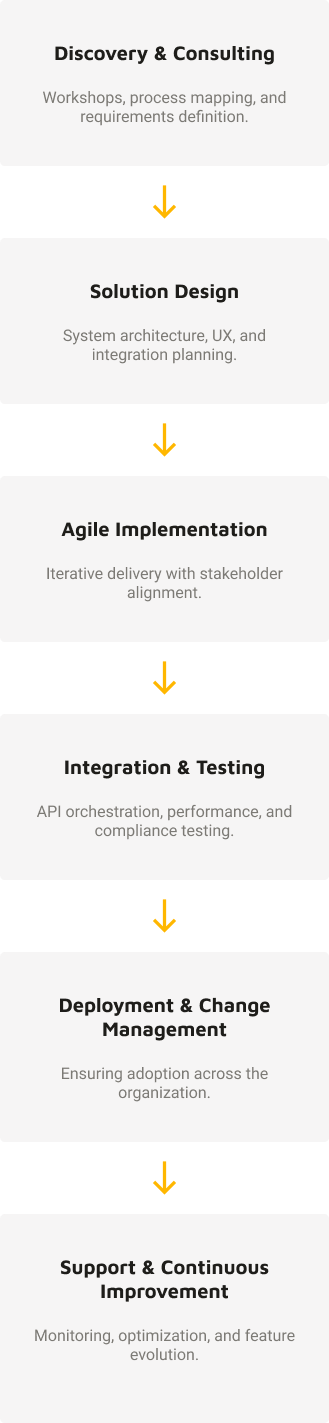 Discovery & Consulting
Workshops, process mapping, and
requirements definition.
Solution Design
System architecture, UX, and
integration planning.
Agile Implementation
Iterative delivery with stakeholder
alignment.
Integration & Testing
API orchestration, performance, and
compliance testing.
Deployment & Change
Management
Ensuring adoption across the
organization.
Support & Continuous
Improvement
Monitoring, optimization, and feature
evolution.